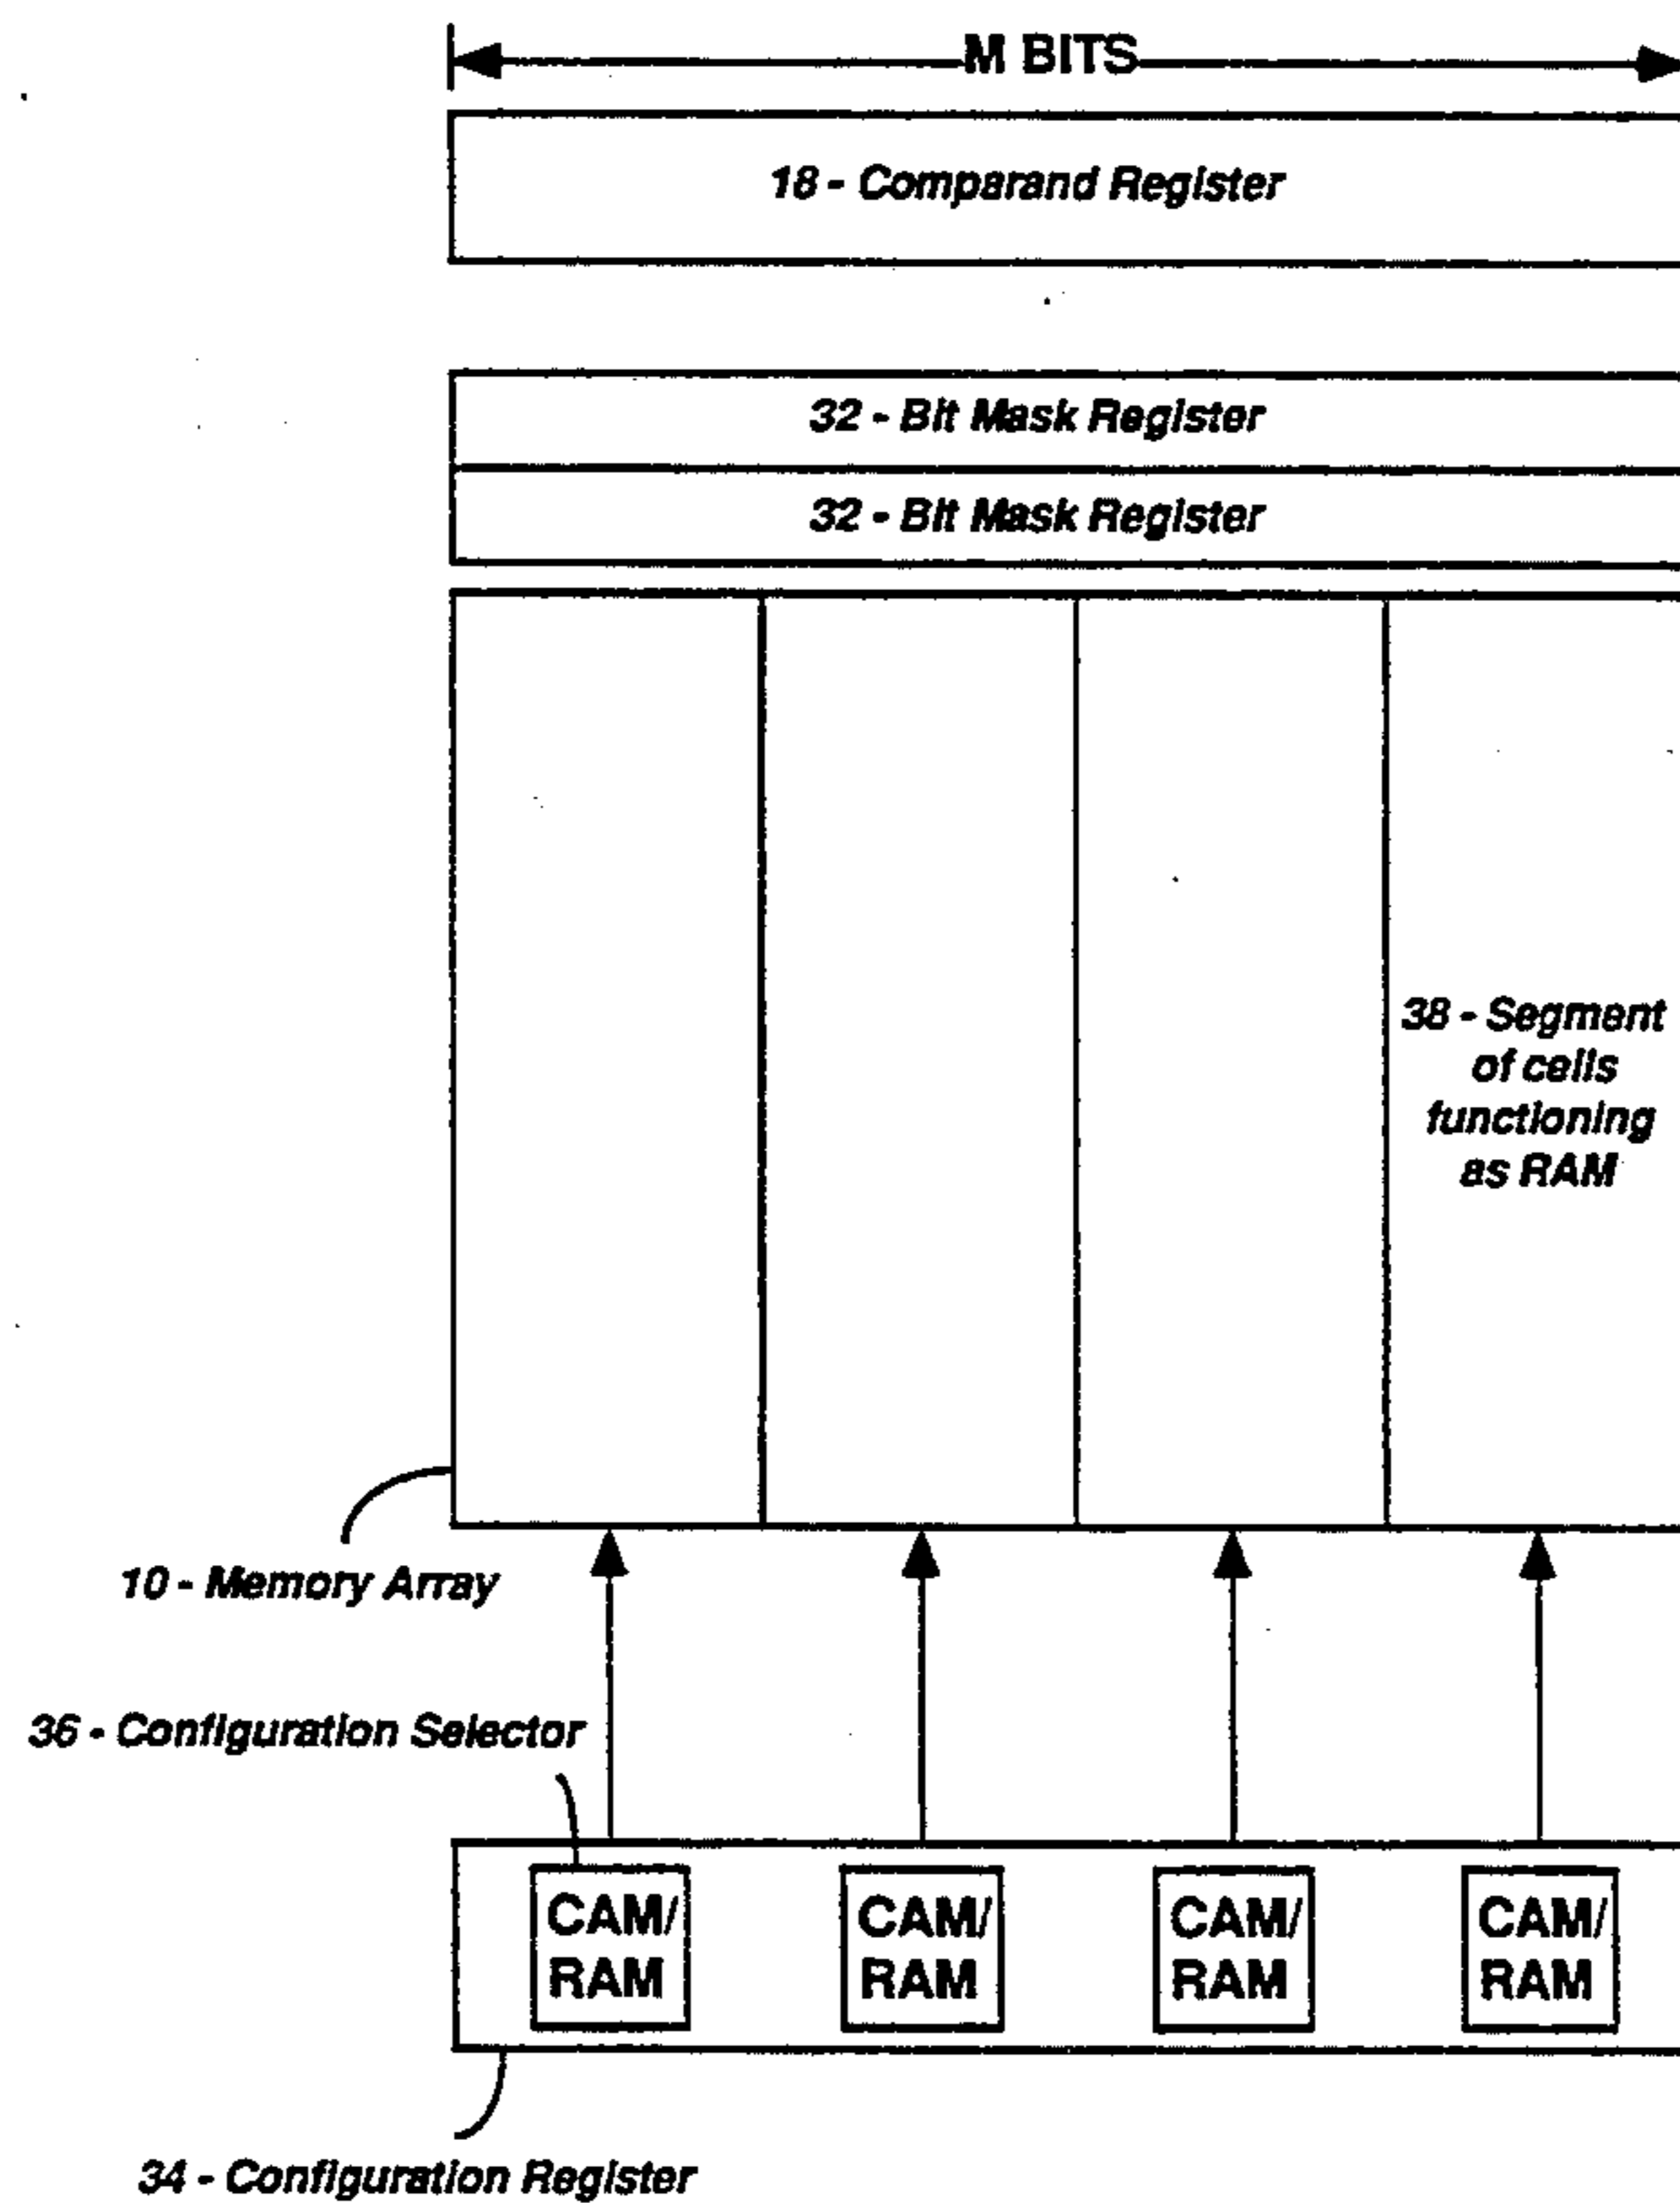 M BITS
18 - Comparand Register
32 - Bit Mask Register
32 - Bit Mask Register
38 - Segment
of cells
functioning
as RAM
10 - Memory Array
36 - Configuration Selector
CAM/
RAM
CAM/
RAM
CAM/
RAM
CAM/
RAM
34 - Configuration Register